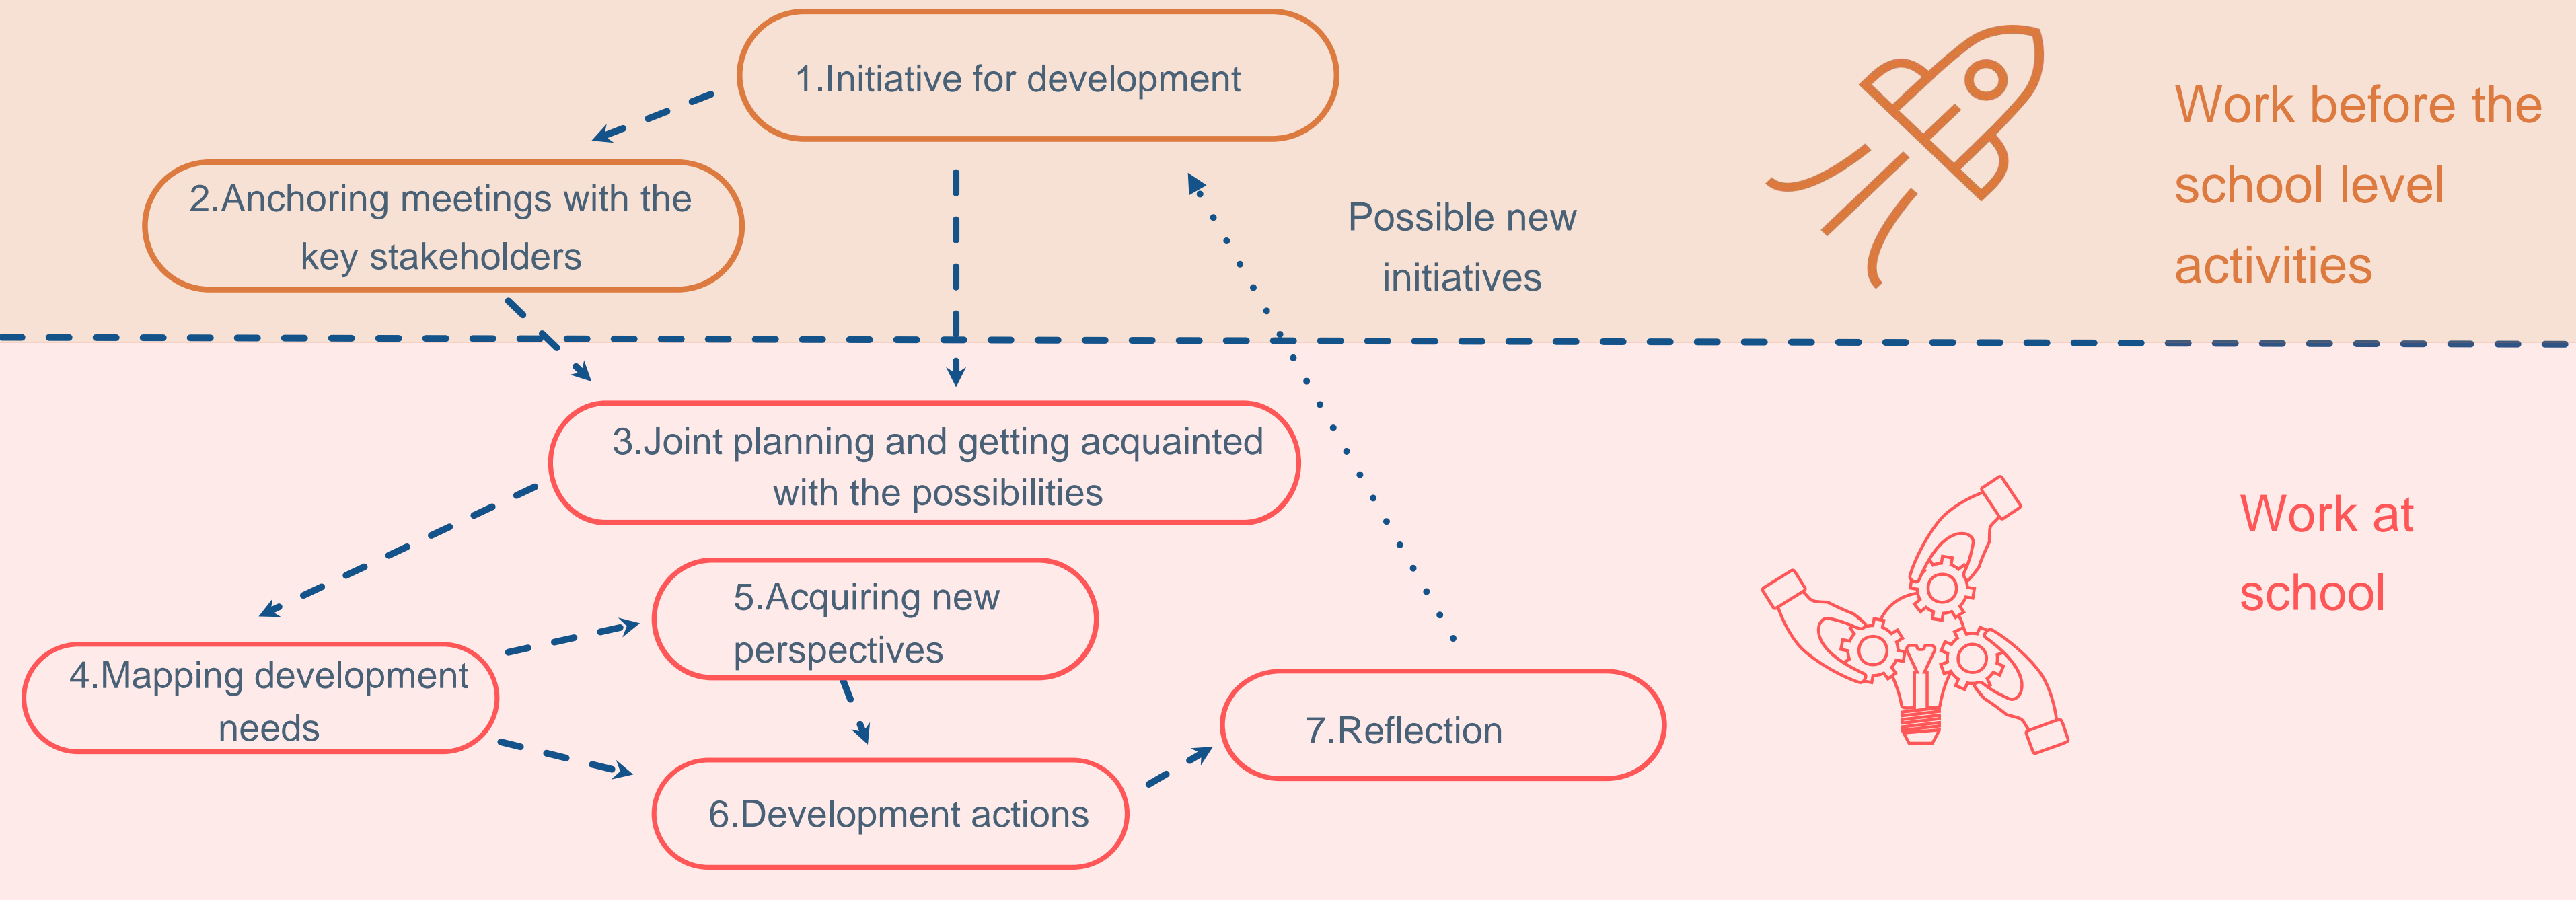 1.Initiative for development
2.Anchoring meetings with the
key stakeholders
Possible new
initiatives
Work before the
school level
activities
3.Joint planning and getting acquainted
with the possibilities
4.Mapping development
needs
5.Acquiring new
perspectives
6.Development actions
7.Reflection
Work at
school